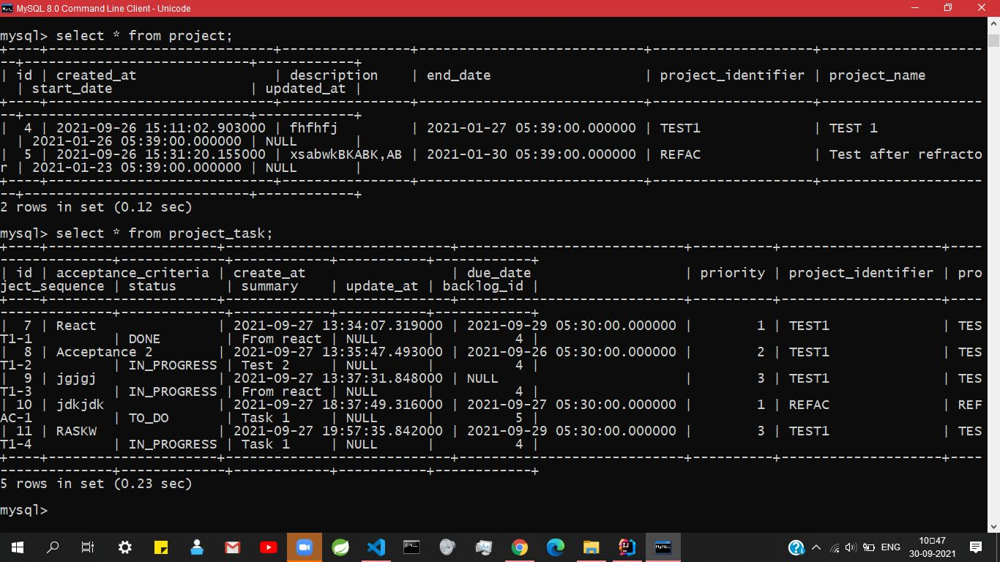 MySQL 8.0 Command Line Client - Unicode
mysql> select * from project;
+----+----------------------------+----------------+----------------------------+--------------------+--------------------
--+----------------------------+------------+
| id | created_at                 | description    | end_date                   | project_identifier | project_name
  | start_date                 | updated_at |
+----+----------------------------+----------------+----------------------------+--------------------+--------------------
--+----------------------------+------------+
|  4 | 2021-09-26 15:11:02.903000 | fhfhfj         | 2021-01-27 05:39:00.000000 | TEST1              | TEST 1
  | 2021-01-26 05:39:00.000000 | NULL       |
|  5 | 2021-09-26 15:31:20.155000 | xsabwkBKABK,AB | 2021-01-30 05:39:00.000000 | REFAC              | Test after refracto
r | 2021-01-23 05:39:00.000000 | NULL       |
+----+----------------------------+----------------+----------------------------+--------------------+--------------------
--+----------------------------+------------+
2 rows in set (0.12 sec)
mysql> select * from project_task;
+----+---------------------+----------------------------+----------------------------+----------+--------------------+----
--------------+-------------+------------+-----------+------------+
| id | acceptance_criteria | create_at                  | due_date                   | priority | project_identifier | pro
ject_sequence | status      | summary    | update_at | backlog_id |
+----+---------------------+----------------------------+----------------------------+----------+--------------------+----
--------------+-------------+------------+-----------+------------+
|  7 | React               | 2021-09-27 13:34:07.319000 | 2021-09-29 05:30:00.000000 |        1 | TEST1              | TES
T1-1          | DONE        | From react | NULL      |          4 |
|  8 | Acceptance 2        | 2021-09-27 13:35:47.493000 | 2021-09-26 05:30:00.000000 |        2 | TEST1              | TES
T1-2          | IN_PROGRESS | Test 2     | NULL      |          4 |
|  9 | jgjgj               | 2021-09-27 13:37:31.848000 | NULL                       |        3 | TEST1              | TES
T1-3          | IN_PROGRESS | From react | NULL      |          4 |
| 10 | jdkjdk              | 2021-09-27 18:37:49.316000 | 2021-09-27 05:30:00.000000 |        1 | REFAC              | REF
AC-1          | TO_DO       | Task 1     | NULL      |          5 |
| 11 | RASKW               | 2021-09-27 19:57:35.842000 | 2021-09-29 05:30:00.000000 |        3 | TEST1              | TES
T1-4          | IN_PROGRESS | Task 1     | NULL      |          4 |
+----+---------------------+----------------------------+----------------------------+----------+--------------------+----
--------------+-------------+------------+-----------+------------+
5 rows in set (0.23 sec)
mysql>
ENG
10▯47
30-09-2021